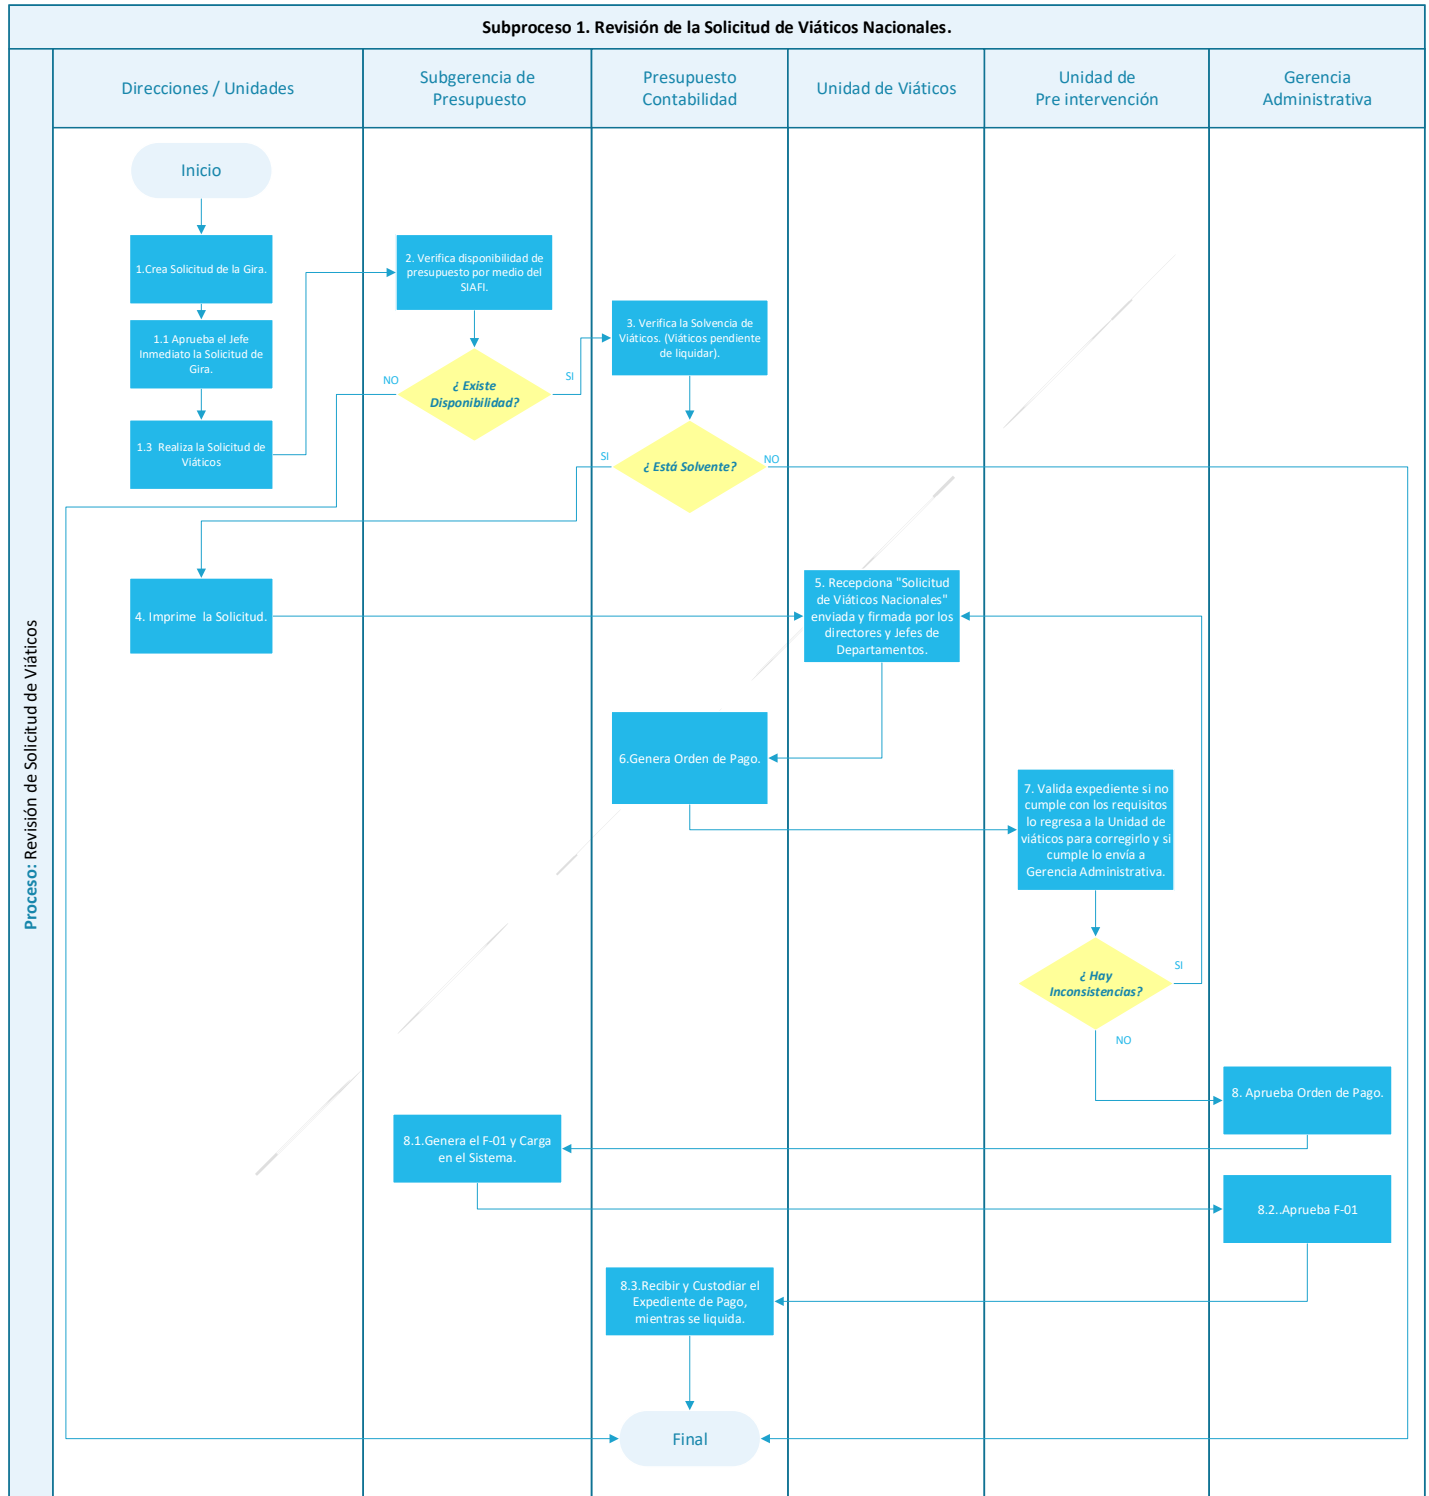 Subproceso 1. Revisión de la Solicitud de Viáticos Nacionales.
Proceso: Revisión de Solicitud de Viáticos
Direcciones / Unidades
Subgerencia de
Presupuesto
Presupuesto
Contabilidad
Unidad de Viáticos
Unidad de
Pre intervención
Gerencia
Administrativa
Inicio
1.Crea Solicitud de la Gira.
1.1 Aprueba el Jefe
Inmediato la Solicitud de
Gira.
1.3 Realiza la Solicitud de
Viáticos
2. Verifica disponibilidad de
presupuesto por medio del
SIAFI.
¿ Existe
Disponibilidad?
NO
SI
3. Verifica la Solvencia de
Viáticos. (Viáticos pendiente
de liquidar).
¿ Está Solvente?
SI
NO
4. Imprime la Solicitud.
5. Recepciona "Solicitud
de Viáticos Nacionales"
enviada y firmada por los
directores y Jefes de
Departamentos.
6.Genera Orden de Pago.
7. Valida expediente si no
cumple con los requisitos
lo regresa a la Unidad de
viáticos para corregirlo y si
cumple lo envía a
Gerencia Administrativa.
¿ Hay
Inconsistencias?
SI
NO
8. Aprueba Orden de Pago.
8.1.Genera el F-01 y Carga
en el Sistema.
8.2..Aprueba F-01
8.3.Recibir y Custodiar el
Expediente de Pago,
mientras se liquida.
Final